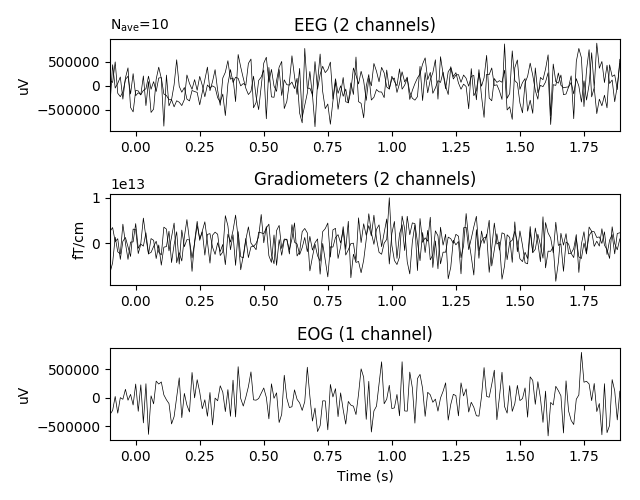 N_ave=10
EEG (2 channels)
uV
500000
0
−500000
0.00 0.25 0.50 0.75 1.00 1.25 1.50 1.75
1e13
Gradiometers (2 channels)
fT/cm
1
0
0.00 0.25 0.50 0.75 1.00 1.25 1.50 1.75
EOG (1 channel)
uV
500000
0
−500000
0.00 0.25 0.50 0.75 1.00 1.25 1.50 1.75
Time (s)